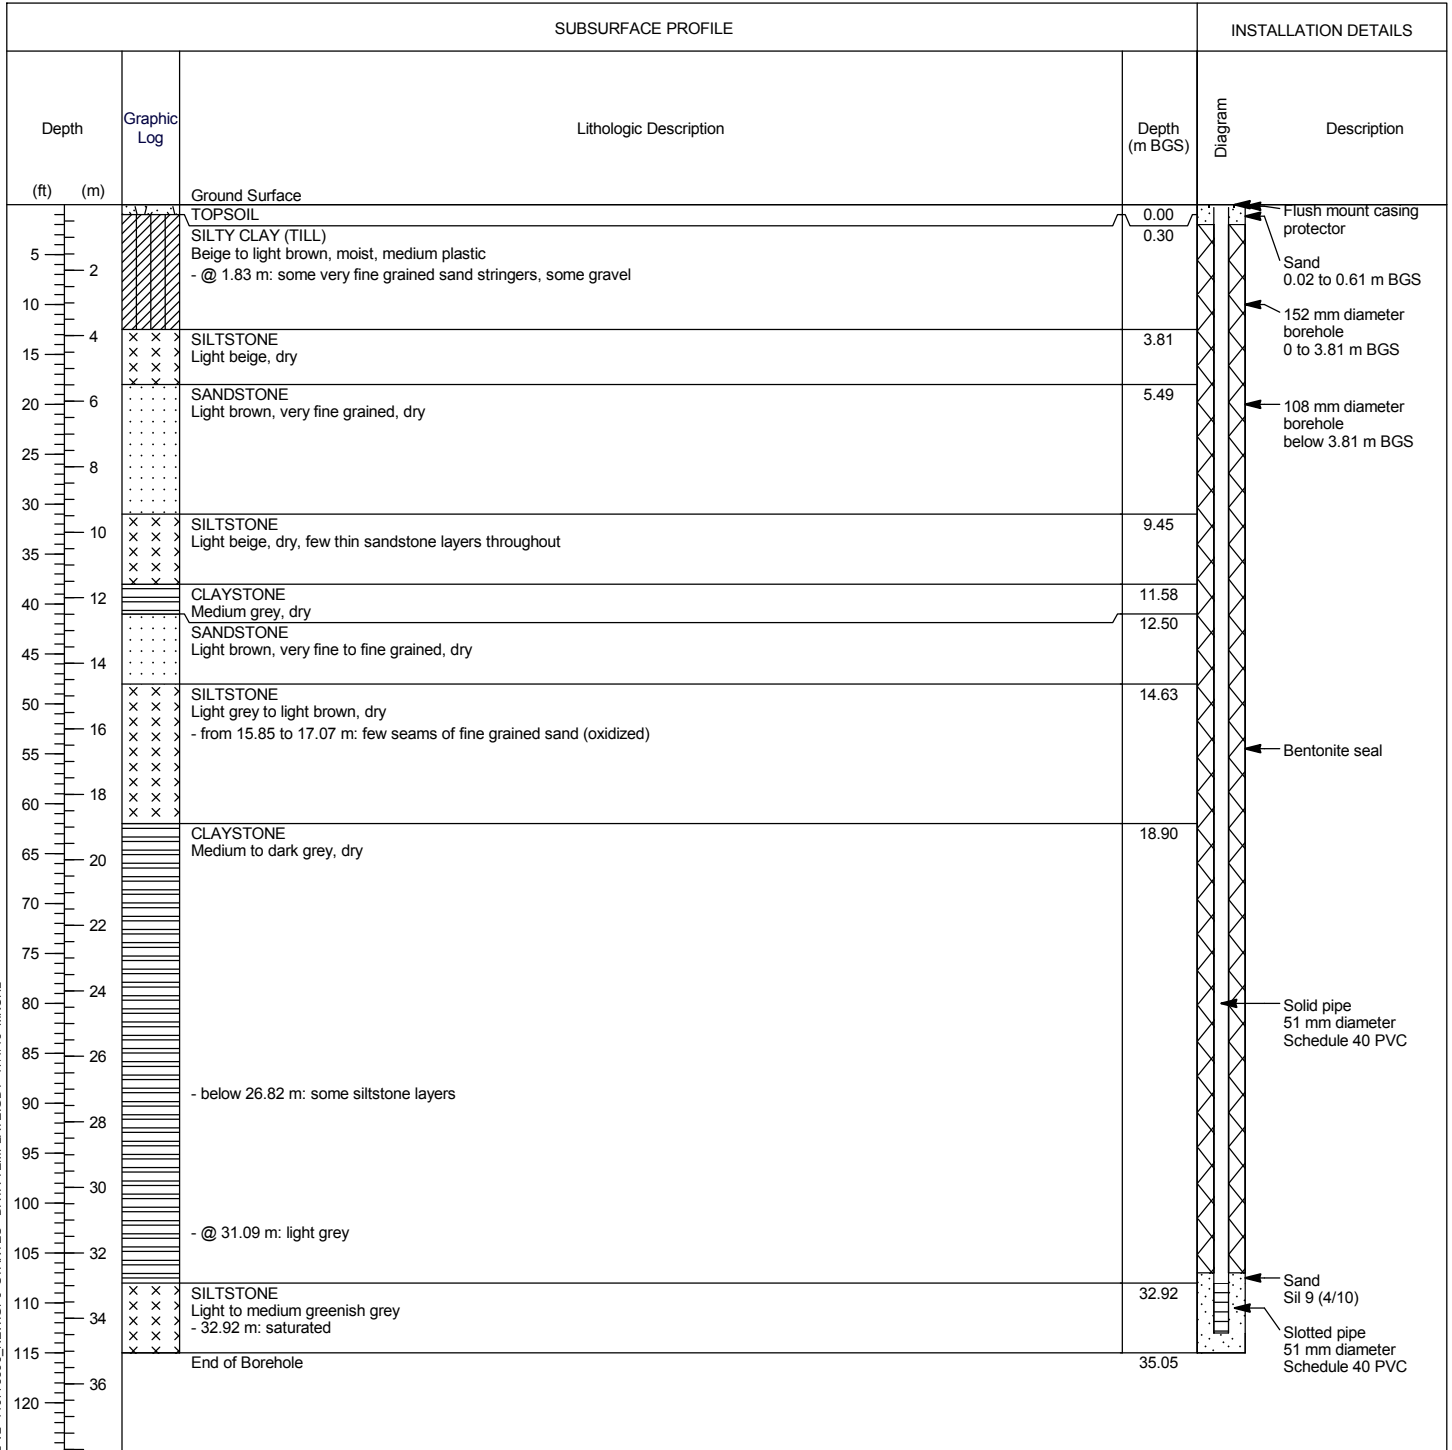 SUBSURFACE PROFILE
INSTALLATION DETAILS
Depth
Graphic
Log
Lithologic Description
Depth
(m BGS)
Diagram
Description
(ft)
(m)
Ground Surface
TOPSOIL
0.00
SILTY CLAY (TILL)
0.30
Beige to light brown, moist, medium plastic
- @ 1.83 m: some very fine grained sand stringers, some gravel
SILTSTONE
3.81
Light beige, dry
SANDSTONE
5.49
Light brown, very fine grained, dry
SILTSTONE
9.45
Light beige, dry, few thin sandstone layers throughout
CLAYSTONE
11.58
Medium grey, dry
SANDSTONE
12.50
Light brown, very fine to fine grained, dry
SILTSTONE
14.63
Light grey to light brown, dry
- from 15.85 to 17.07 m: few seams of fine grained sand (oxidized)
CLAYSTONE
18.90
Medium to dark grey, dry
- below 26.82 m: some siltstone layers
- @ 31.09 m: light grey
SILTSTONE
32.92
Light to medium greenish grey
- 32.92 m: saturated
End of Borehole
35.05
5
10
15
20
25
30
35
40
45
50
55
60
65
70
75
80
85
90
95
100
105
110
115
120
2
4
6
8
10
12
14
16
18
20
22
24
26
28
30
32
34
36
Flush mount casing
protector
Sand
0.02 to 0.61 m BGS
152 mm diameter
borehole
0 to 3.81 m BGS
108 mm diameter
borehole
below 3.81 m BGS
Bentonite seal
Solid pipe
51 mm diameter
Schedule 40 PVC
Sand
Sil 9 (4/10)
Slotted pipe
51 mm diameter
Schedule 40 PVC